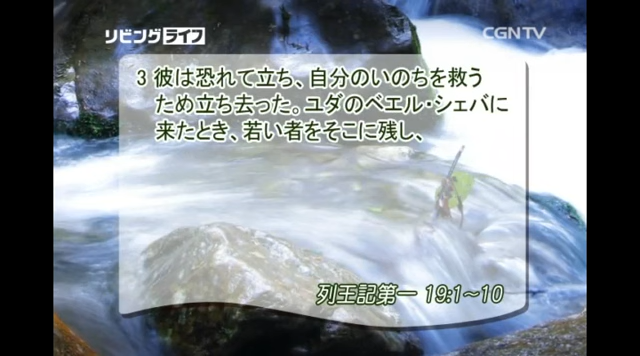 リビングライフ
CGNTV
3 彼は恐れて立ち、自分のいのちを救う
ため立ち去った。ユダのベエル・シェバに
来たとき、若い者をそこに残し、
列王記第一 19:1～10